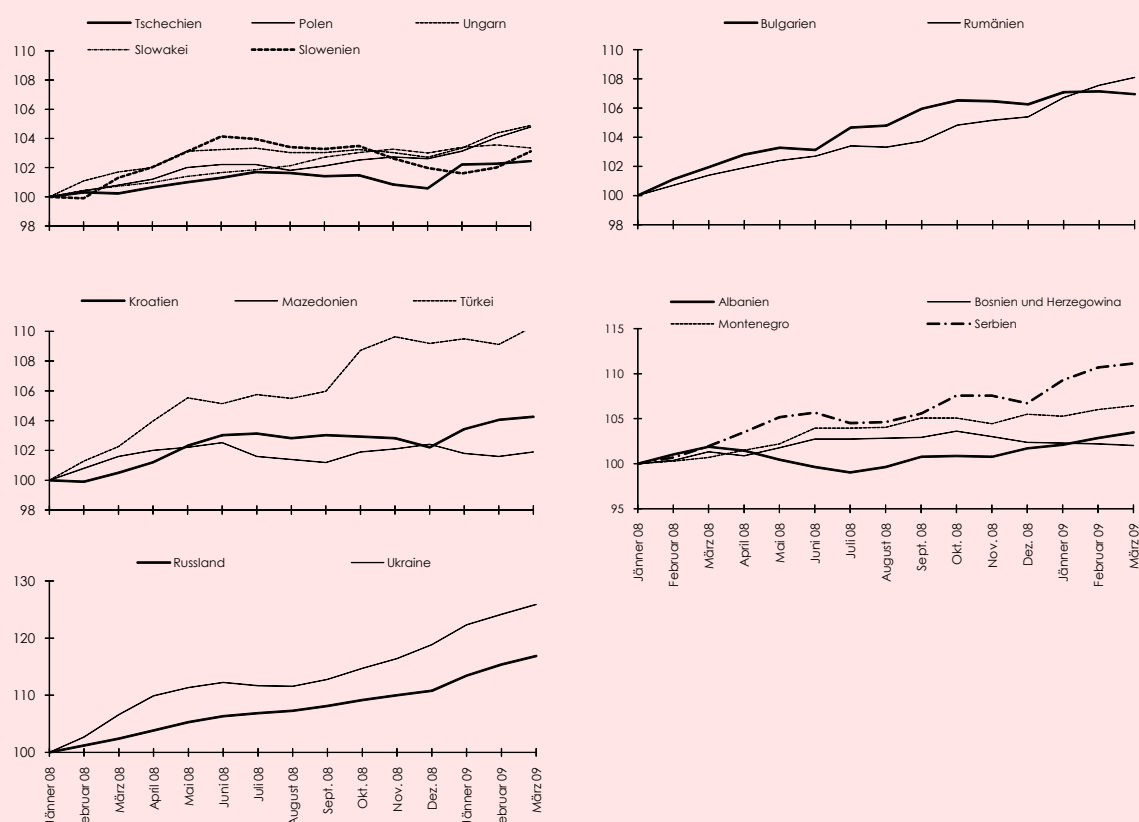 Tschechien Polen Ungarn
Slowakei Slowenien
110
108
106
104
102
100
98
Bulgarien Rumänien
110
108
106
104
102
100
98
Kroatien Mazedonien Türkei
110
108
106
104
102
100
98
Albanien Bosnien und Herzegowina
Montenegro Serbien
115
110
105
100
95
Jänner 08
Februar 08
März 08
April 08
Mai 08
Juni 08
Juli 08
August 08
Sept. 08
Okt. 08
Nov. 08
Dez. 08
Jänner 09
Februar 09
März 09
Russland Ukraine
130
120
110
100
änner 08
ebruar 08
März 08
April 08
Mai 08
Juni 08
Juli 08
ugust 08
Sept. 08
Okt. 08
Nov. 08
Dez. 08
änner 09
ebruar 09
März 09